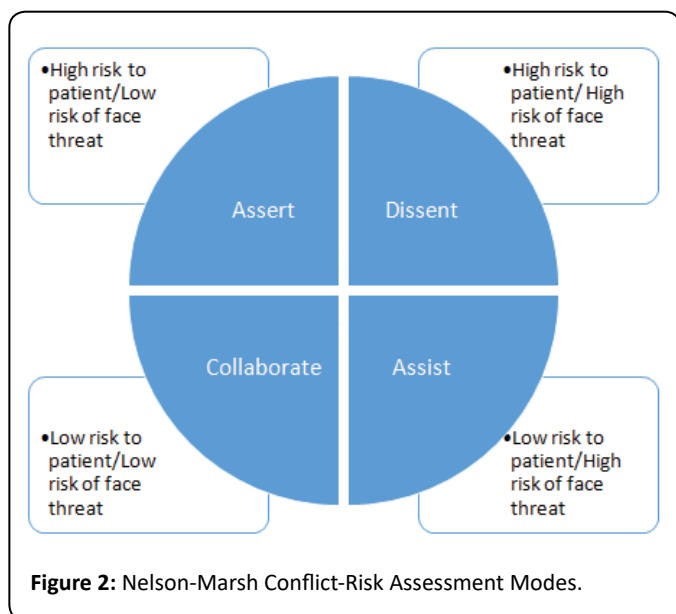 •High risk to
patient/Low
risk of face
threat
•High risk to
patient/ High
risk of face
threat
Assert
Dissent
Collaborate
Assist
•Low risk to
patient/Low
risk of face
threat
•Low risk to
patient/High
risk of face
threat
Figure 2: Nelson-Marsh Conflict-Risk Assessment Modes.